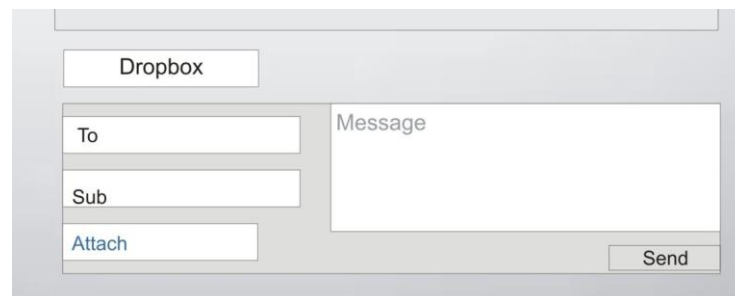 Dropbox
To
Message
Sub
Attach
Send